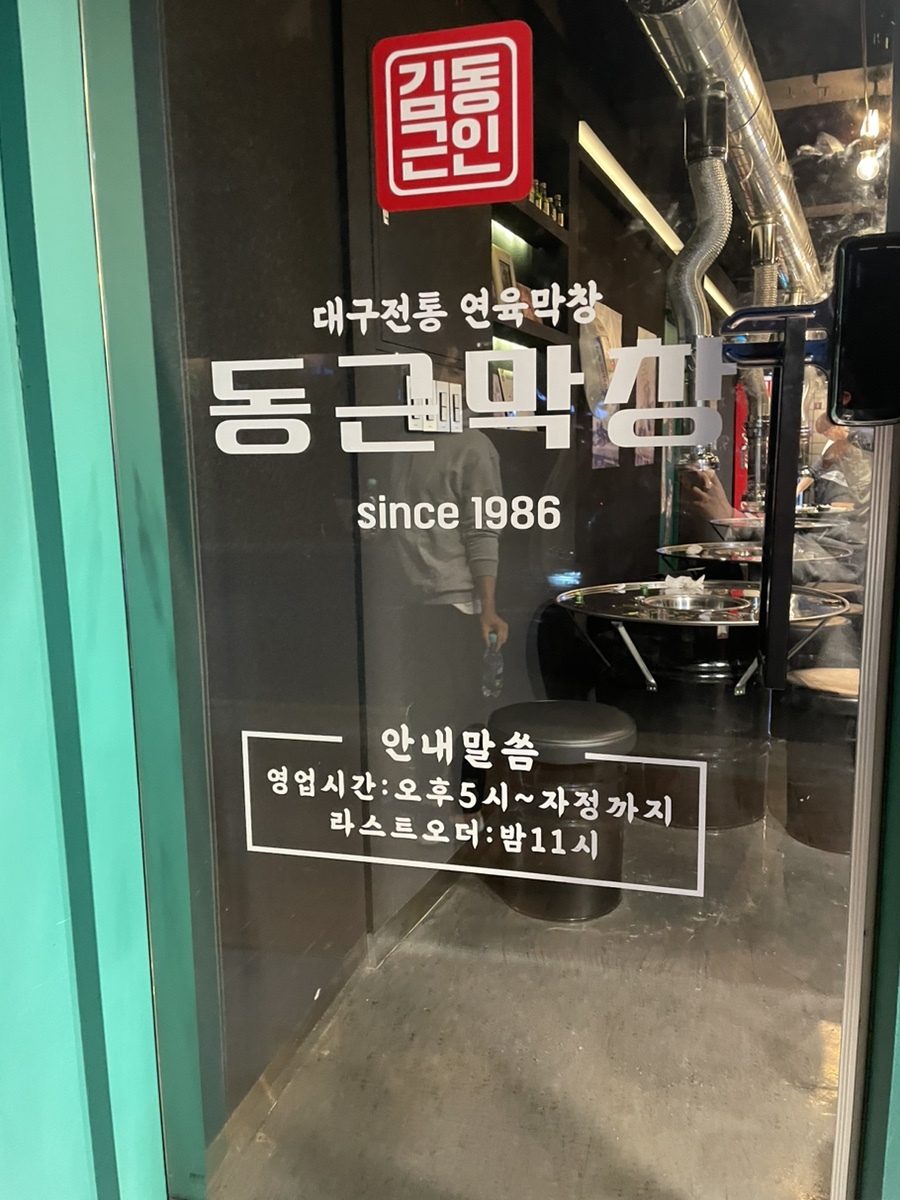 김동
근인
대구전통 연육막창
동근막창
since 1986
안내말씀
영업시간:오후5시~자정까지
라스트오더:밤11시